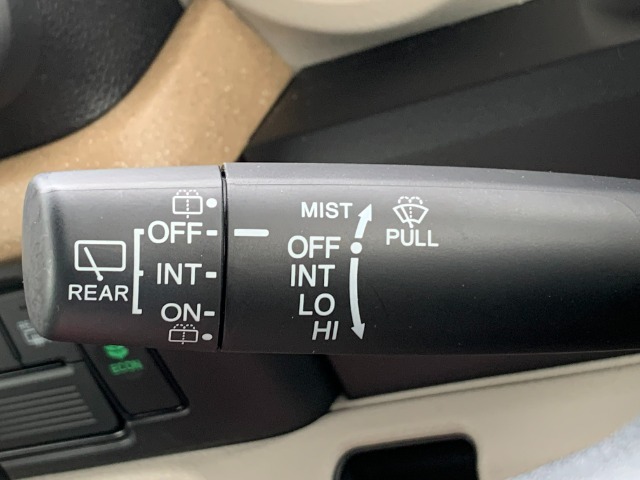 MIST
OFF
PULL
OFF
REAR
INT
INT
ON
LO
HI
ECON